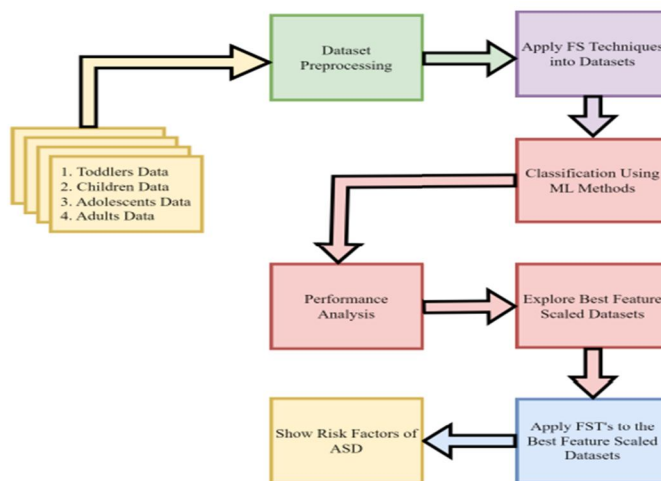 Dataset
Preprocessing
Apply FS Techniques
into Datasets
1. Toddlers Data
2. Children Data
3. Adolescents Data
4. Adults Data
Classification Using
ML Methods
Performance
Analysis
Explore Best Feature
Scaled Datasets
Apply FST's to the
Best Feature Scaled
Datasets
Show Risk Factors of
ASD